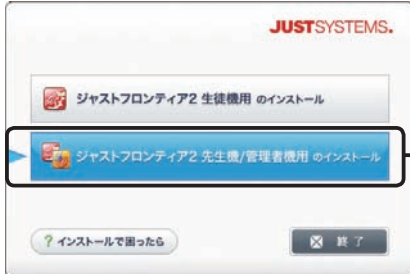 JUSTSYSTEMS.
ジャストフロンティア2 生徒機用 のインストール
ジャストフロンティア2 先生機/管理者機用 のインストール
? インストールで困ったら
終 了